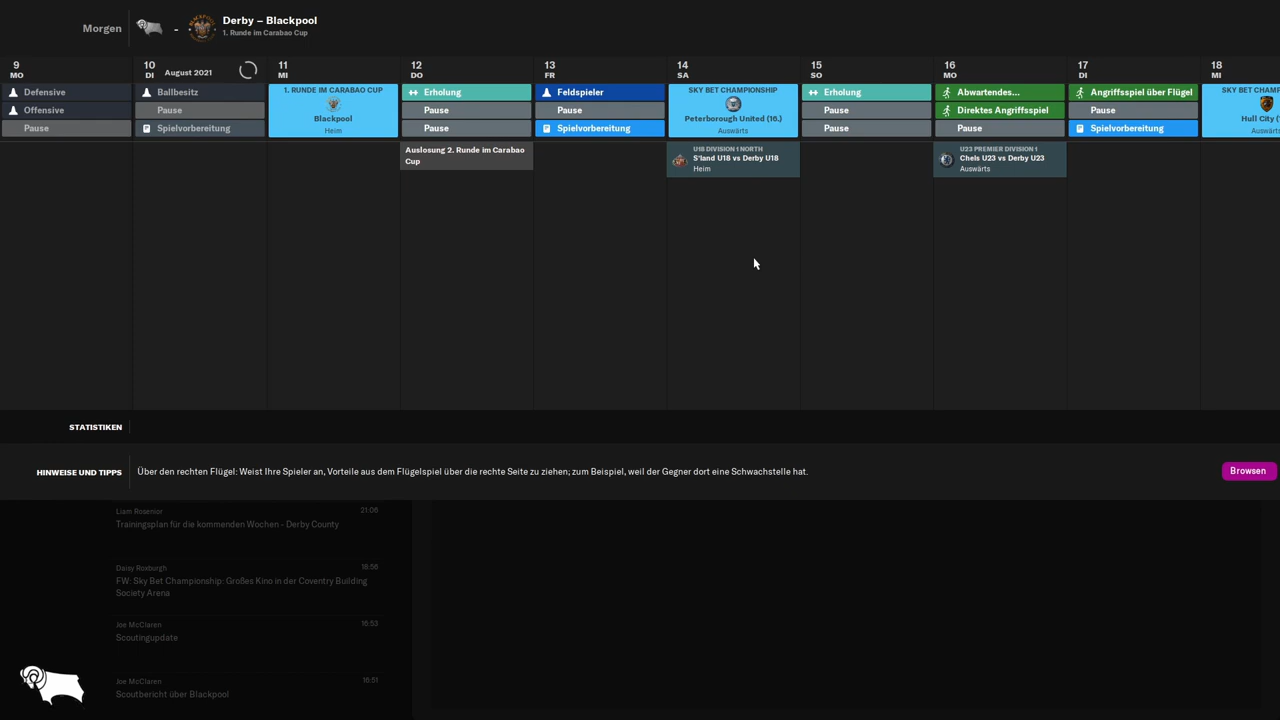 Morgen
-
Derby – Blackpool
1. Runde im Carabao Cup
9
MO
10
DI
August 2021
11
MI
12
DO
13
FR
14
SA
15
SO
16
MO
17
DI
18
MI
Defensive
Offensive
Pause
Ballbesitz
Pause
Spielvorbereitung
1. RUNDE IM CARABAO CUP
Blackpool
Heim
Erholung
Pause
Pause
Auslosung 2. Runde im Carabao
Cup
Feldspieler
Pause
Spielvorbereitung
SKY BET CHAMPIONSHIP
Peterborough United (16.)
Auswärts
U18 DIVISION 1 NORTH
S'land U18 vs Derby U18
Heim
Erholung
Pause
Pause
Abwartendes...
Direktes Angriffsspiel
Pause
U23 PREMIER DIVISION 1
Chels U23 vs Derby U23
Auswärts
Angriffsspiel über Flügel
Pause
Spielvorbereitung
SKY BET CHAMP
Hull City (
Auswärt
STATISTIKEN
HINWEISE UND TIPPS
Über den rechten Flügel: Weist Ihre Spieler an, Vorteile aus dem Flügelspiel über die rechte Seite zu ziehen; zum Beispiel, weil der Gegner dort eine Schwachstelle hat.
Browsen
Liam Rosenior
21:06
Trainingsplan für die kommenden Wochen - Derby County
Daisy Roxburgh
18:56
FW: Sky Bet Championship: Großes Kino in der Coventry Building
Society Arena
Joe McClaren
16:53
Scoutingupdate
Joe McClaren
16:51
Scoutbericht über Blackpool